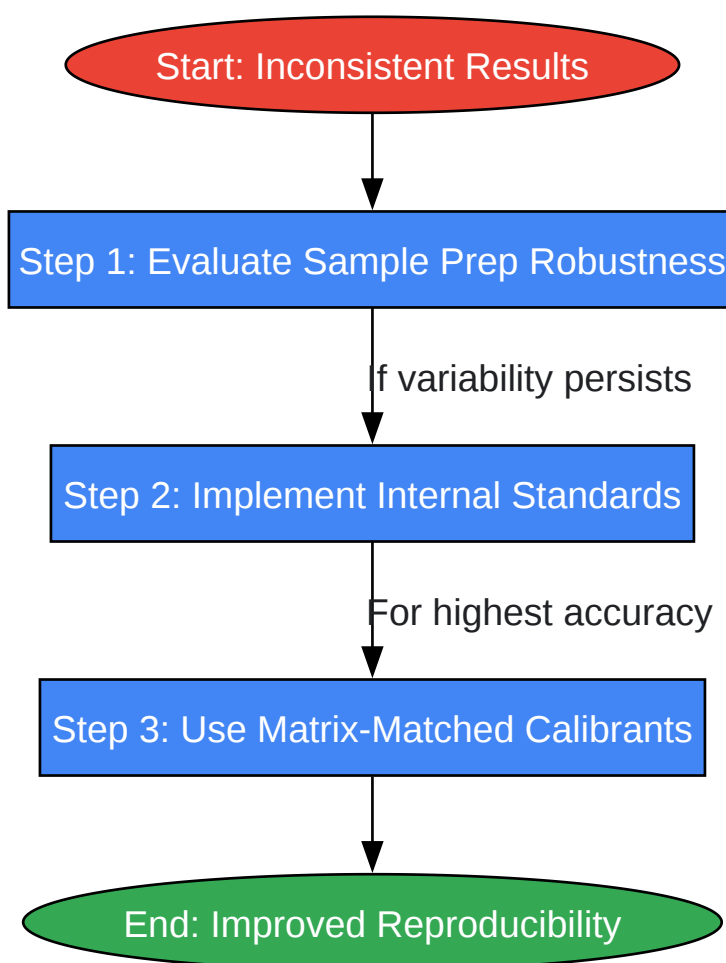 Start: Inconsistent Results
Step 1: Evaluate Sample Prep Robustness
If variability persists
Step 2: Implement Internal Standards
For highest accuracy
Step 3: Use Matrix-Matched Calibrants
End: Improved Reproducibility